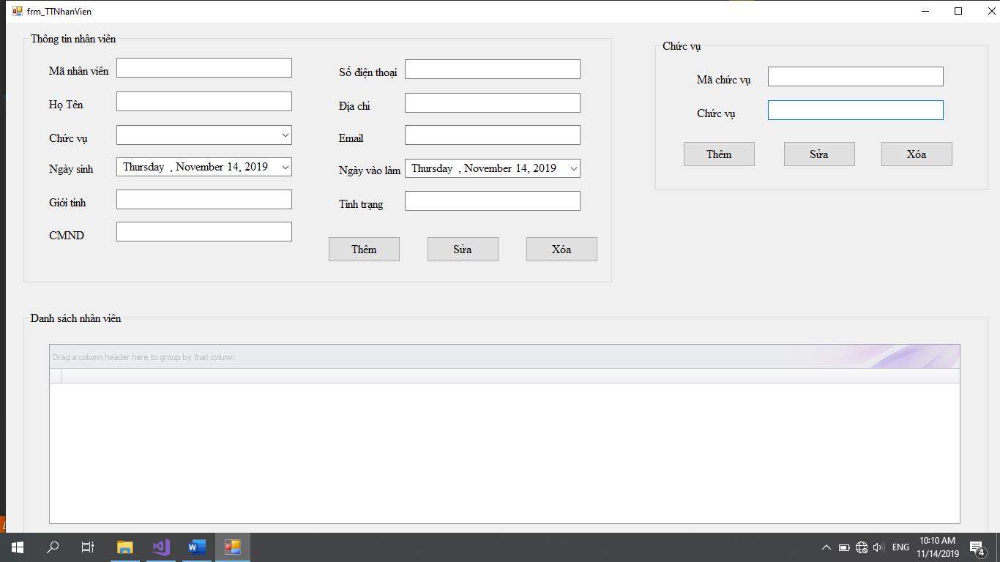 frm_TTNhanVien
Thông tin nhân viên
Mã nhân viên
Họ Tên
Chức vụ
Ngày sinh
Thursday , November 14, 2019
Giới tính
CMND
Số điện thoại
Địa chỉ
Email
Ngày vào làm
Thursday , November 14, 2019
Tình trạng
Thêm
Sửa
Xóa
Chức vụ
Mã chức vụ
Chức vụ
Thêm
Sửa
Xóa
Danh sách nhân viên
Drag a column header here to group by that column
ENG
10:10 AM
11/14/2019
4